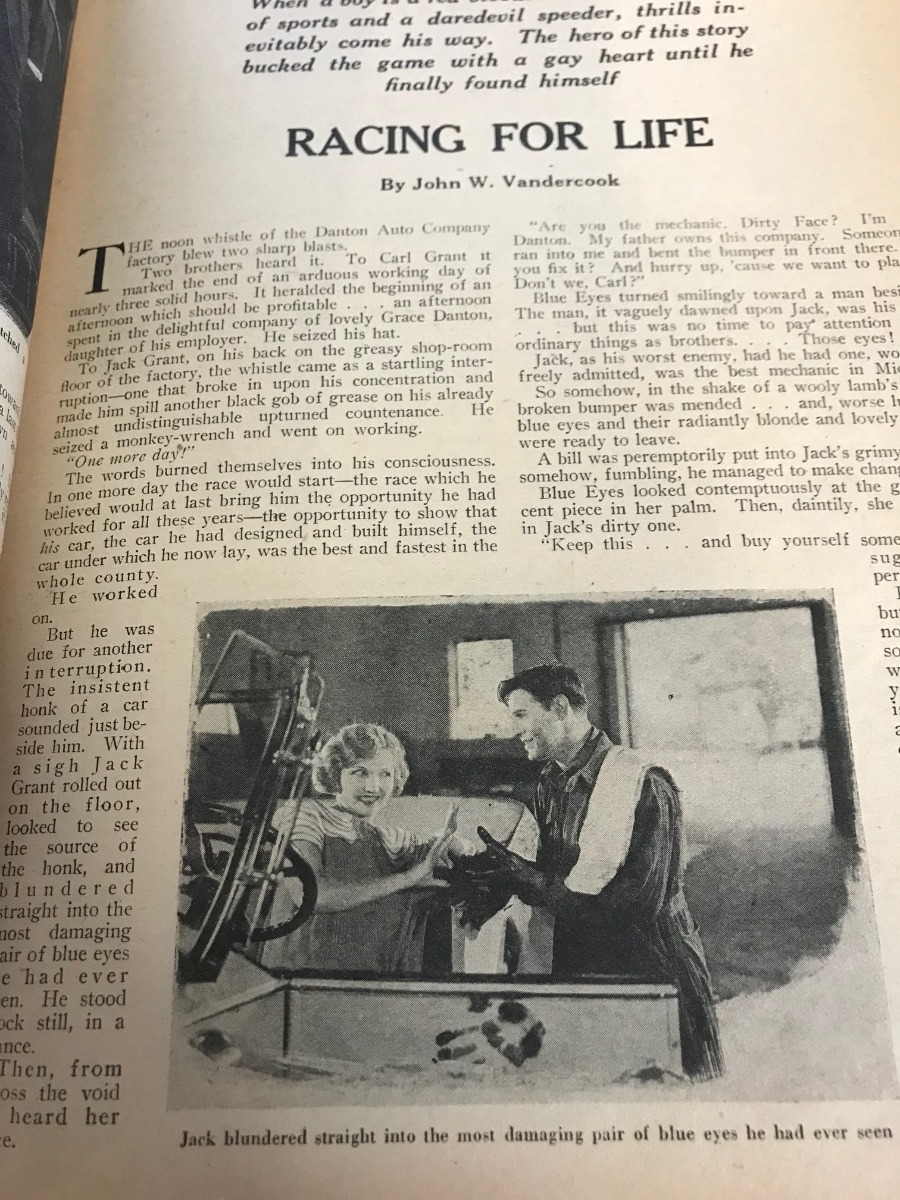 of sports and a daredevil speeder, thrills in-
evitably come his way. The hero of this story
bucked the game with a gay heart until he
finally found himself
RACING FOR LIFE
By John W. Vandercook
THE noon whistle of the Danton Auto Company
factory blew two sharp blasts.
Two brothers heard it. To Carl Grant it
marked the end of an arduous working day of
nearly three solid hours. It heralded the beginning of an
afternoon which should be profitable . . . an afternoon
spent in the delightful company of lovely Grace Danton,
daughter of his employer. He seized his hat.
To Jack Grant, on his back on the greasy shop-room
floor of the factory, the whistle came as a startling inter-
ruption—one that broke in upon his concentration and
made him spill another black gob of grease on his already
almost undistinguishable upturned countenance. He
seized a monkey-wrench and went on working.
"One more day!"
The words burned themselves into his consciousness.
In one more day the race would start—the race which he
believed would at last bring him the opportunity he had
worked for all these years—the opportunity to show that
his car, the car he had designed and built himself, the
car under which he now lay, was the best and fastest in the
whole county.
He worked
on.
But he was
due for another
interruption.
The insistent
honk of a car
sounded just be-
side him. With
a sigh Jack
Grant rolled out
on the floor,
looked to see
the source of
the honk, and
blundered
straight into the
most damaging
air of blue eyes
e had ever
en. He stood
ock still, in a
ance.
Then, from
oss the void
heard her
e.
"Are you the mechanic, Dirty Face? I'm
Danton. My father owns this company. Someon
ran into me and bent the bumper in front there.
you fix it? And hurry up, 'cause we want to pla
Don't we, Carl?"
Blue Eyes turned smilingly toward a man besi
The man, it vaguely dawned upon Jack, was his
. . . but this was no time to pay attention
ordinary things as brothers. . . . Those eyes!
Jack, as his worst enemy, had he had one, wo
freely admitted, was the best mechanic in Mic
So somehow, in the shake of a wooly lamb's
broken bumper was mended . . . and, worse l
blue eyes and their radiantly blonde and lovely
were ready to leave.
A bill was peremptorily put into Jack's grimy
somehow, fumbling, he managed to make chang
Blue Eyes looked contemptuously at the g
cent piece in her palm. Then, daintily, she
in Jack's dirty one.
"Keep this . . . and buy yourself some
sug
per
bu
no
so
w
y
Jack blundered straight into the most damaging pair of blue eyes he had ever seen